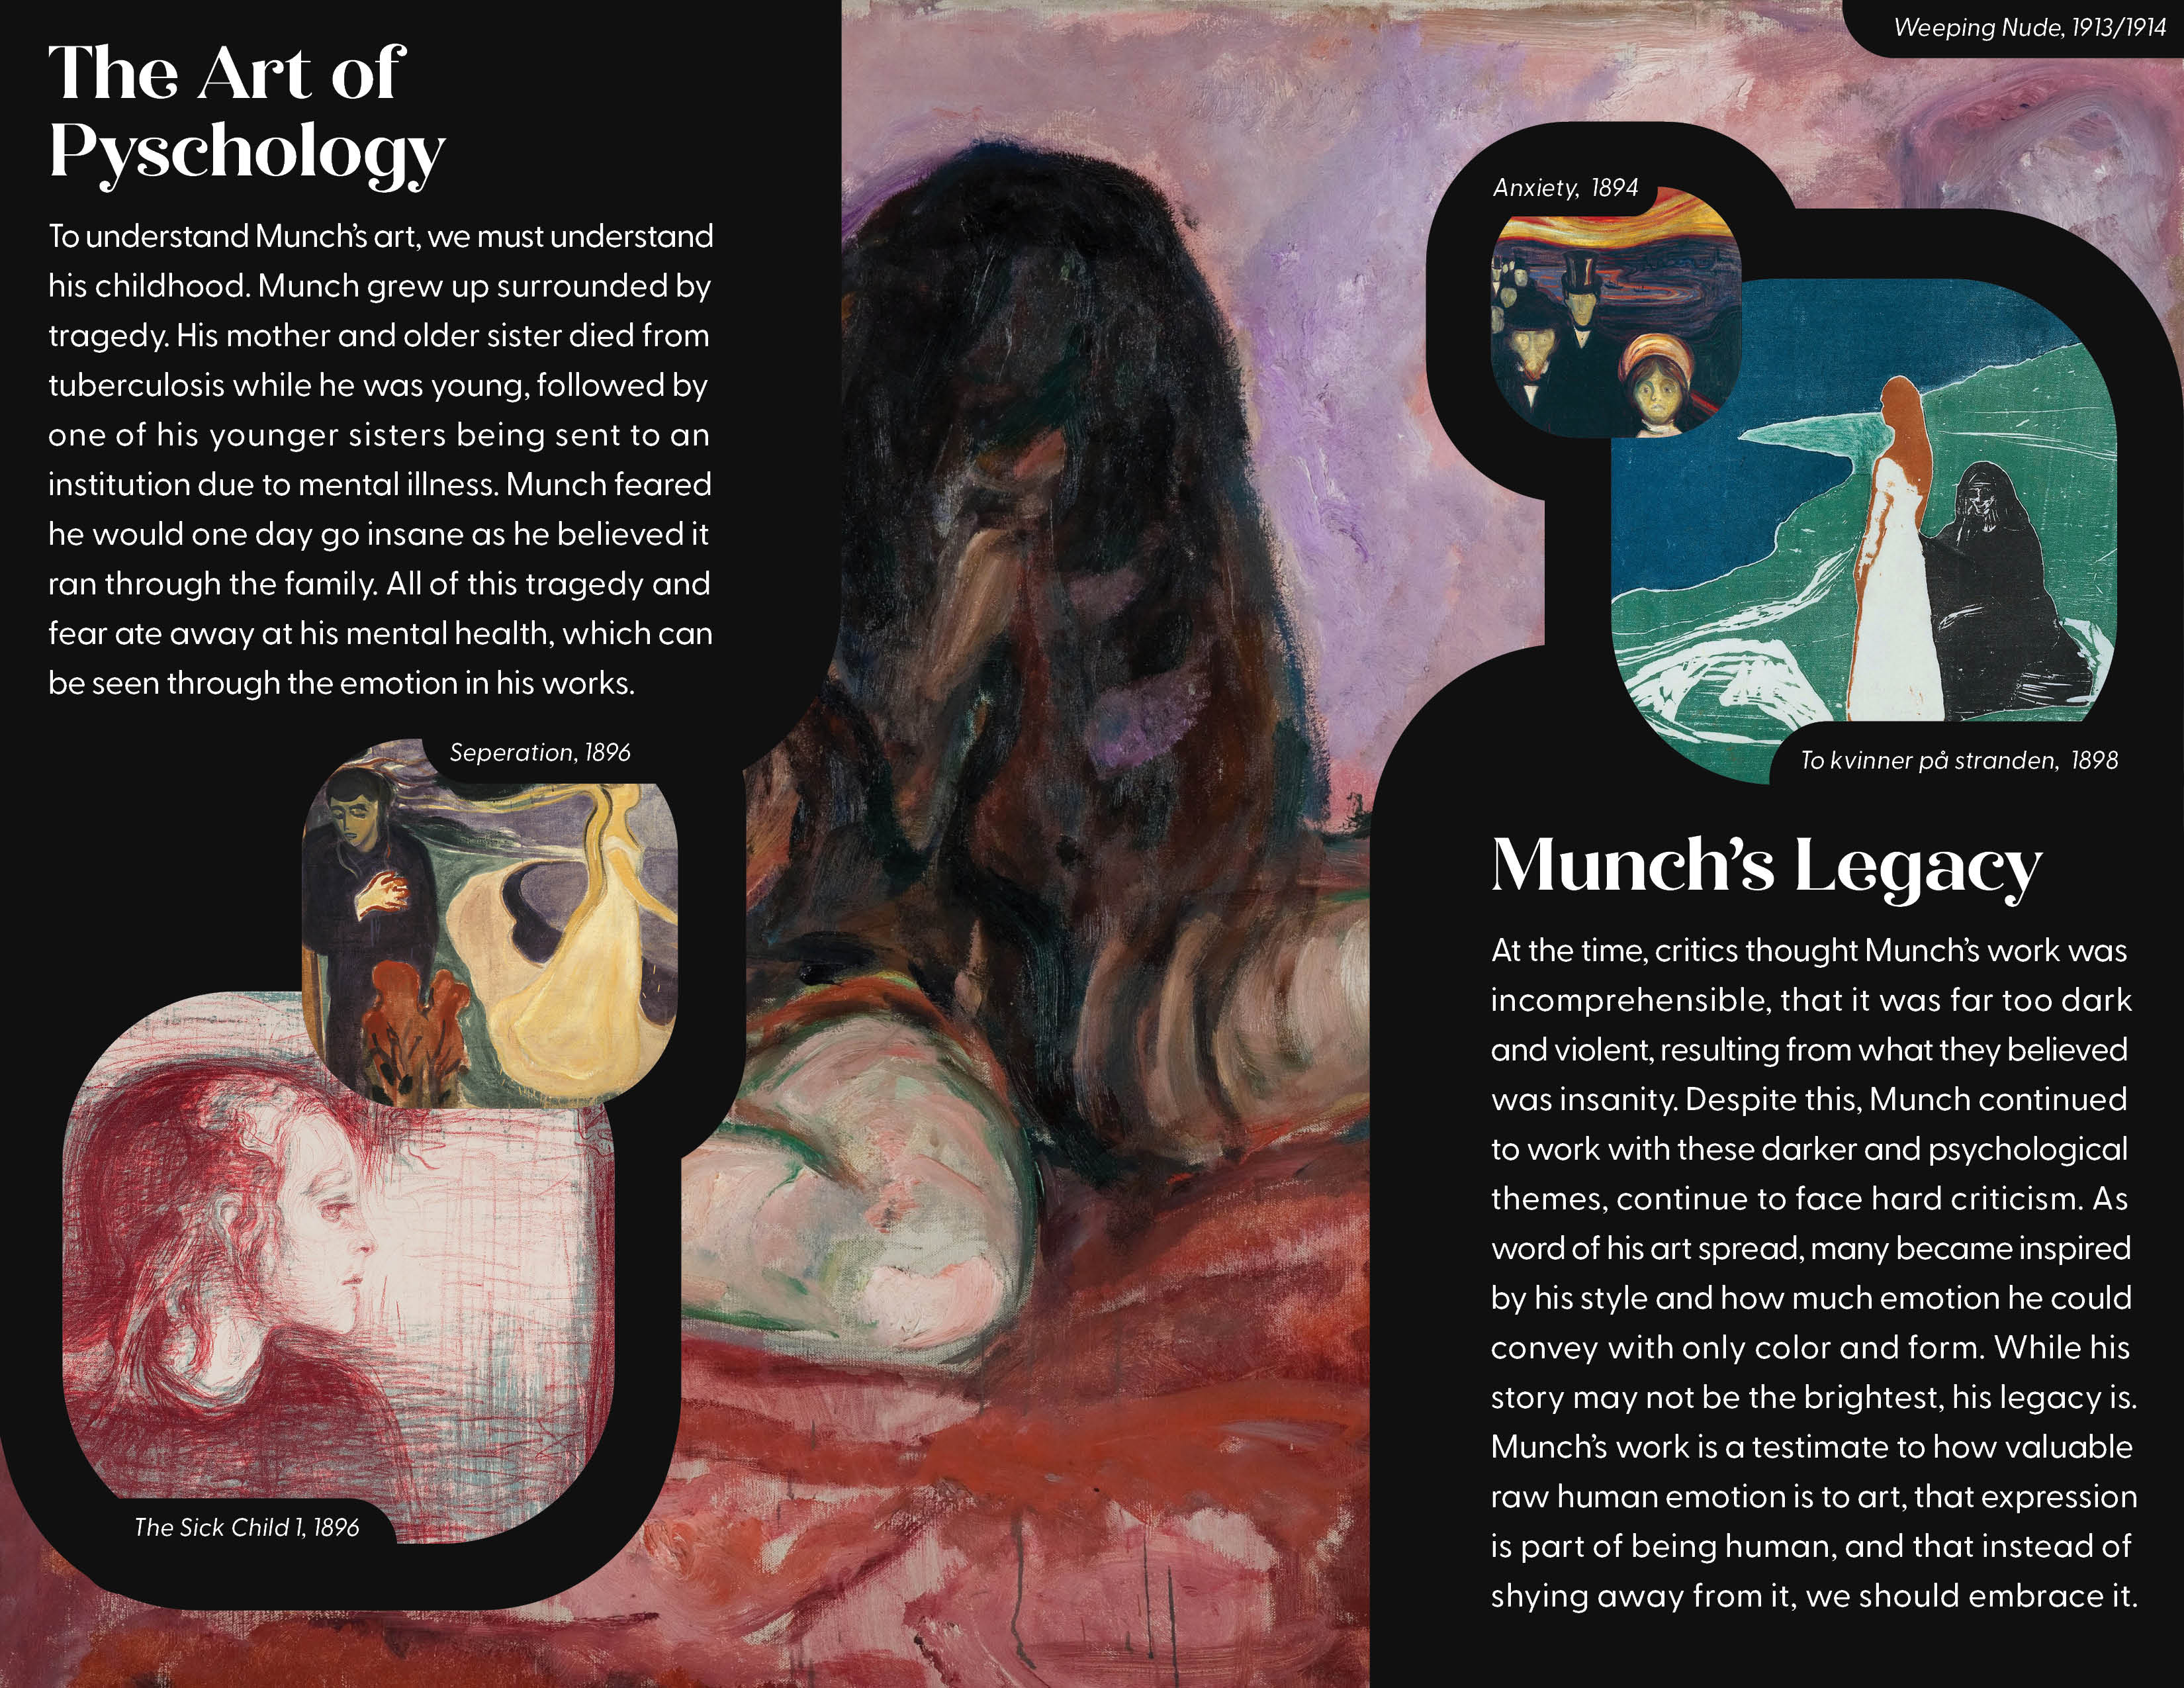 The Art of
Pyschology
To understand Munch's art, we must understand
his childhood. Munch grew up surrounded by
tragedy. His mother and older sister died from
tuberculosis while he was young, followed by
one of his younger sisters being sent to an
institution due to mental illness. Munch feared
he would one day go insane as he believed it
ran through the family. All of this tragedy and
fear ate away at his mental health, which can
be seen through the emotion in his works.
Seperation, 1896
The Sick Child 1, 1896
Weeping Nude, 1913/1914
Anxiety, 1894
To kvinner på stranden, 1898
Munch's Legacy
At the time, critics thought Munch's work was
incomprehensible, that it was far too dark
and violent, resulting from what they believed
was insanity. Despite this, Munch continued
to work with these darker and psychological
themes, continue to face hard criticism. As
word of his art spread, many became inspired
by his style and how much emotion he could
convey with only color and form. While his
story may not be the brightest, his legacy is.
Munch's work is a testimate to how valuable
raw human emotion is to art, that expression
is part of being human, and that instead of
shying away from it, we should embrace it.